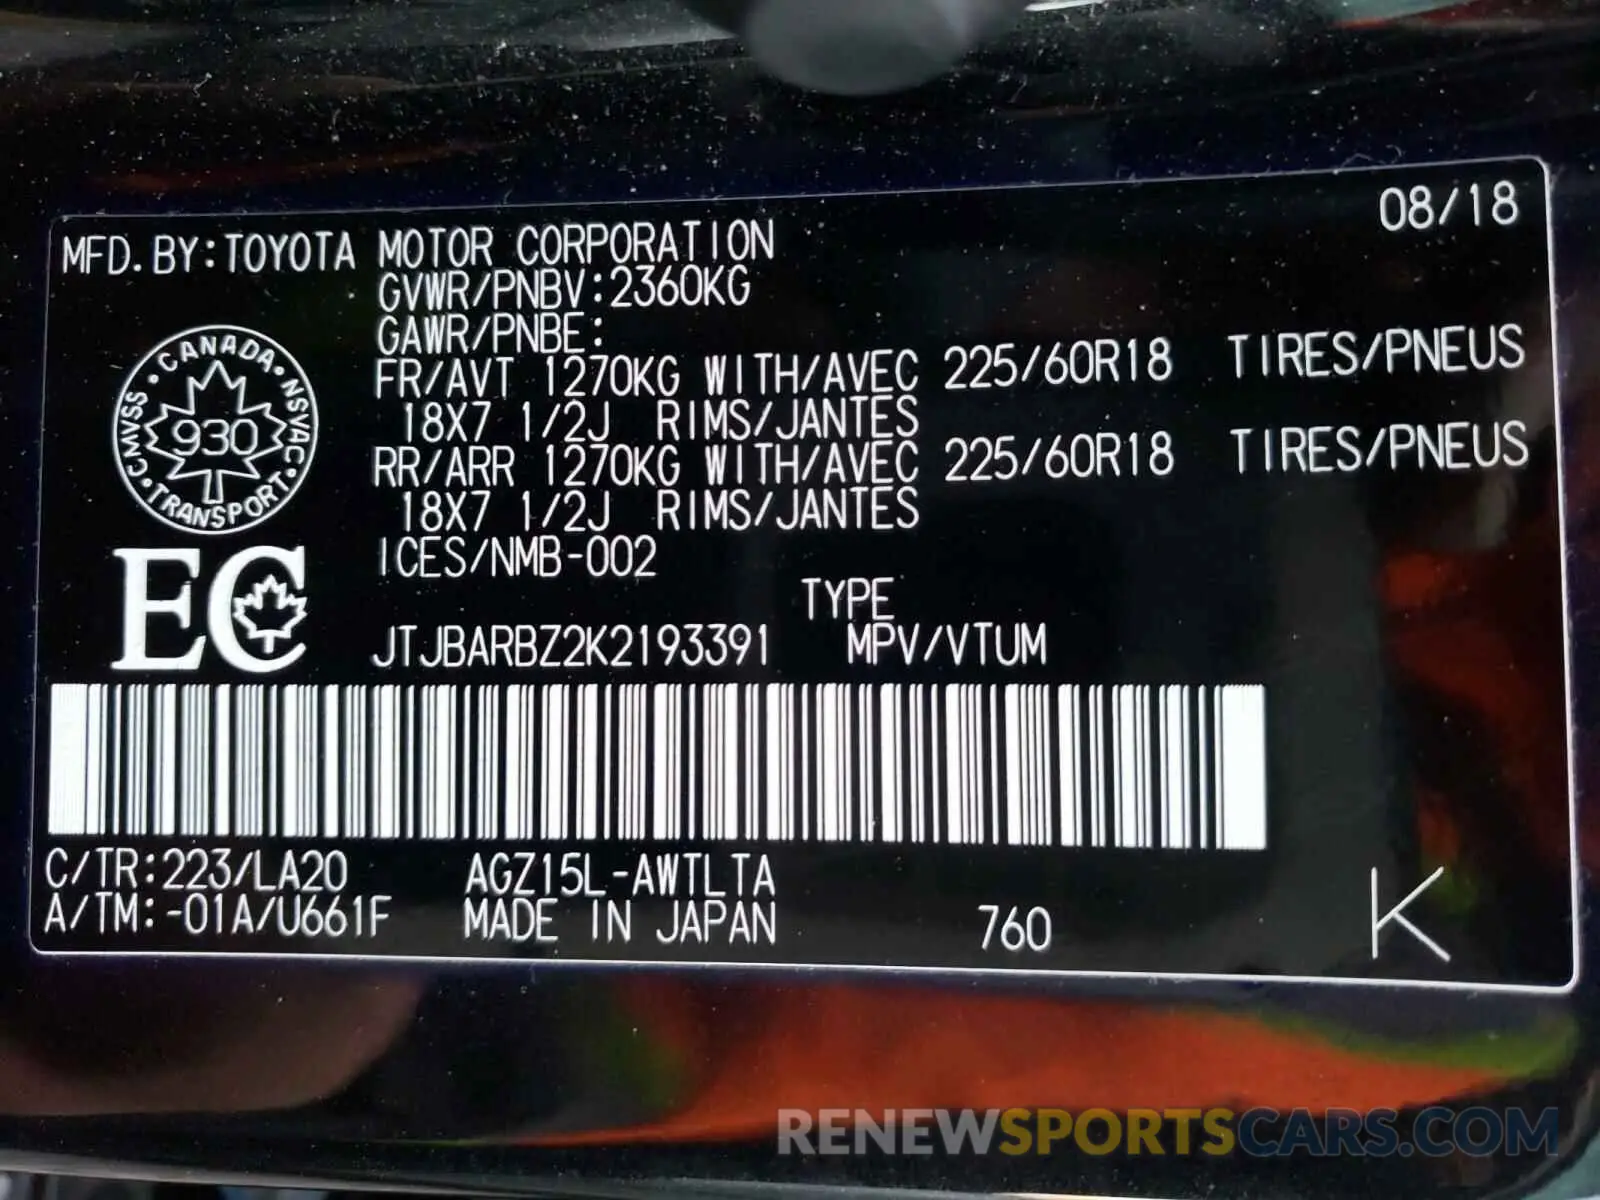 08/18
MFD. BY:TOYOTA MOTOR CORPORATION
GVWR/PNBV:2360KG
GAWR/PNBE:
FR/AVT 1270KG WITH/AVEC 225/60R18 TIRES/PNEUS
18X7 1/2J RIMS/JANTES
RR/ARR 1270KG WITH/AVEC 225/60R18 TIRES/PNEUS
18X7 1/2J RIMS/JANTES
ICES/NMB-002
CANADA · NSVAC · TRANSPORT · CMVSS ·
930
EC
TYPE
JTJBARBZ2K2193391 MPV/VTUM
C/TR:223/LA20 AGZ15L-AWTLTA
A/TM:-01A/U661F MADE IN JAPAN 760 K
RENEWSPORTSCARS.COM